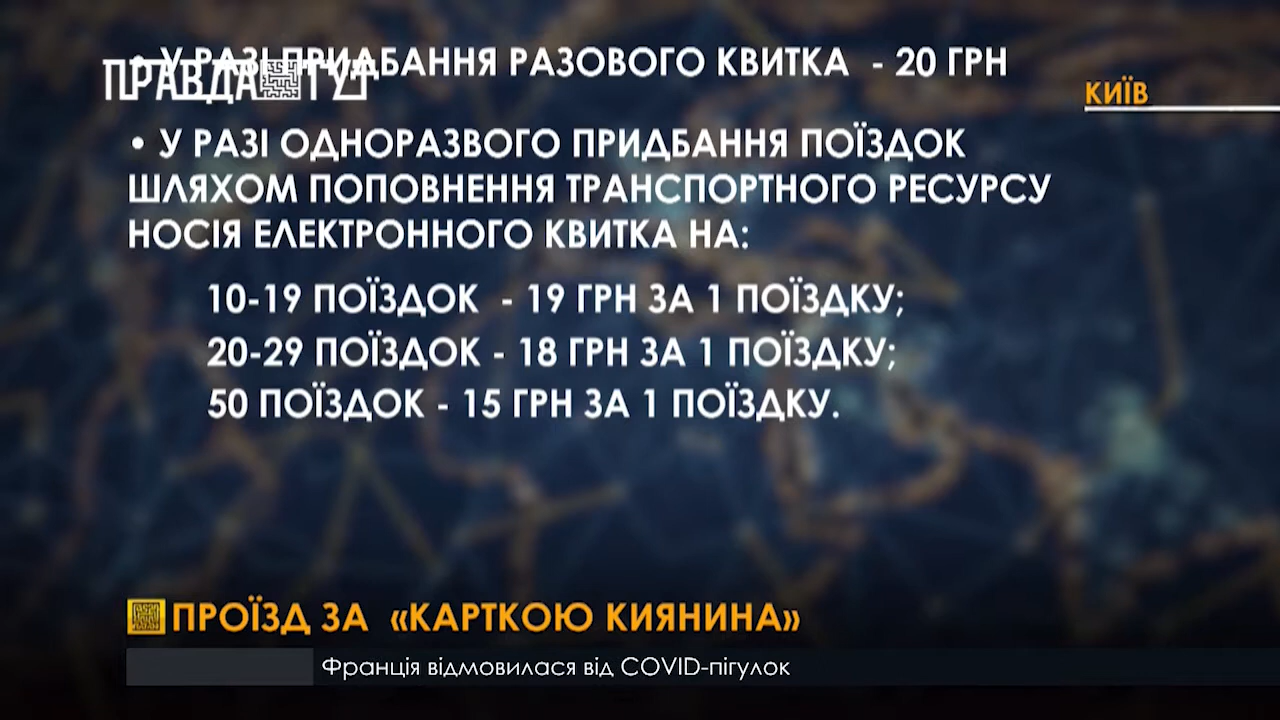 • У РАЗІ ПРИДБАННЯ РАЗОВОГО КВИТКА - 20 ГРН
ПРАВДА ТУТ
КИЇВ
• У РАЗІ ОДНОРАЗВОГО ПРИДБАННЯ ПОЇЗДОК
ШЛЯХОМ ПОПОВНЕННЯ ТРАНСПОРТНОГО РЕСУРСУ
НОСІЯ ЕЛЕКТРОННОГО КВИТКА НА:
10-19 ПОЇЗДОК - 19 ГРН ЗА 1 ПОЇЗДКУ;
20-29 ПОЇЗДОК - 18 ГРН ЗА 1 ПОЇЗДКУ;
50 ПОЇЗДОК - 15 ГРН ЗА 1 ПОЇЗДКУ.
ПРОЇЗД ЗА «КАРТКОЮ КИЯНИНА»
Франція відмовилася від COVID-пігулок